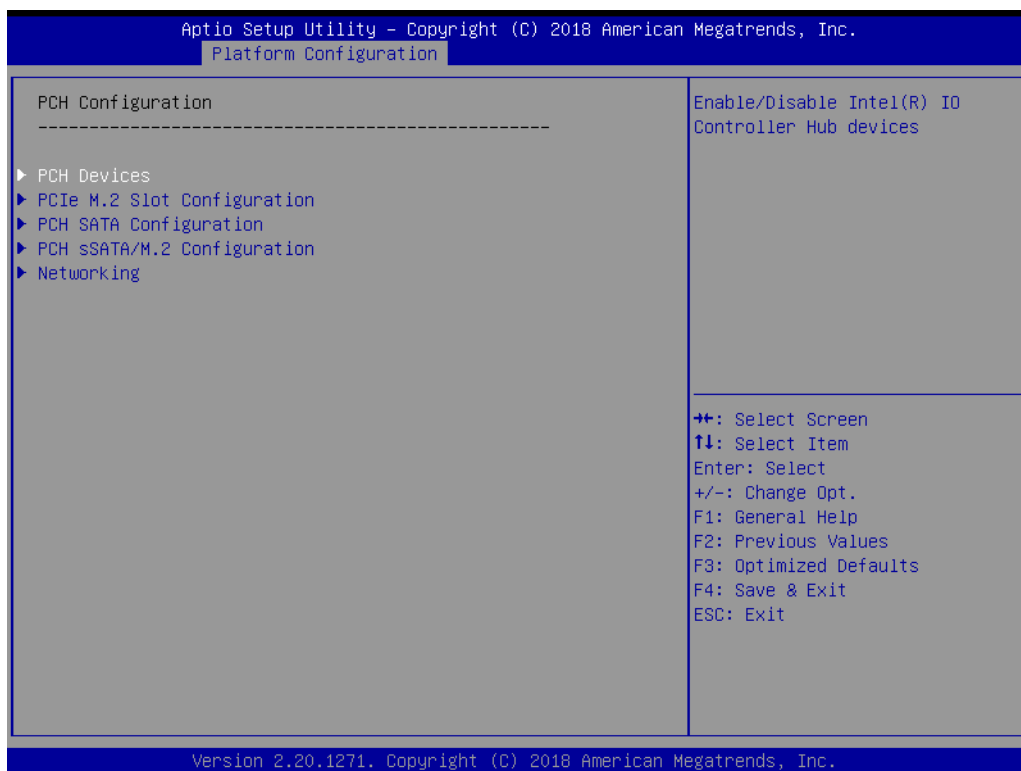 Aptio Setup Utility – Copyright (C) 2018 American Megatrends, Inc.
Platform Configuration
PCH Configuration
--------------------------------------------------
▶ PCH Devices
▶ PCIe M.2 Slot Configuration
▶ PCH SATA Configuration
▶ PCH sSATA/M.2 Configuration
▶ Networking
Enable/Disable Intel(R) IO
Controller Hub devices
→←: Select Screen
↑↓: Select Item
Enter: Select
+/-: Change Opt.
F1: General Help
F2: Previous Values
F3: Optimized Defaults
F4: Save & Exit
ESC: Exit
Version 2.20.1271. Copyright (C) 2018 American Megatrends, Inc.